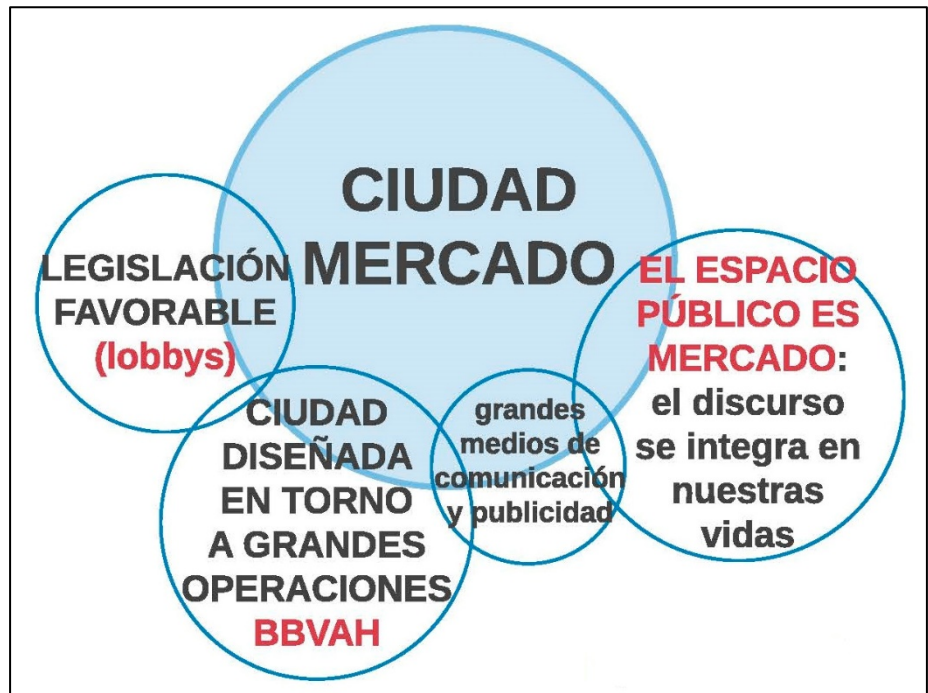 CIUDAD
MERCADO
LEGISLACIÓN
FAVORABLE
(lobbys)
CIUDAD
DISEÑADA
EN TORNO
A GRANDES
OPERACIONES
BBVAH
grandes
medios de
comunicación
y publicidad
EL ESPACIO
PÚBLICO ES
MERCADO:
el discurso
se integra en
nuestras
vidas